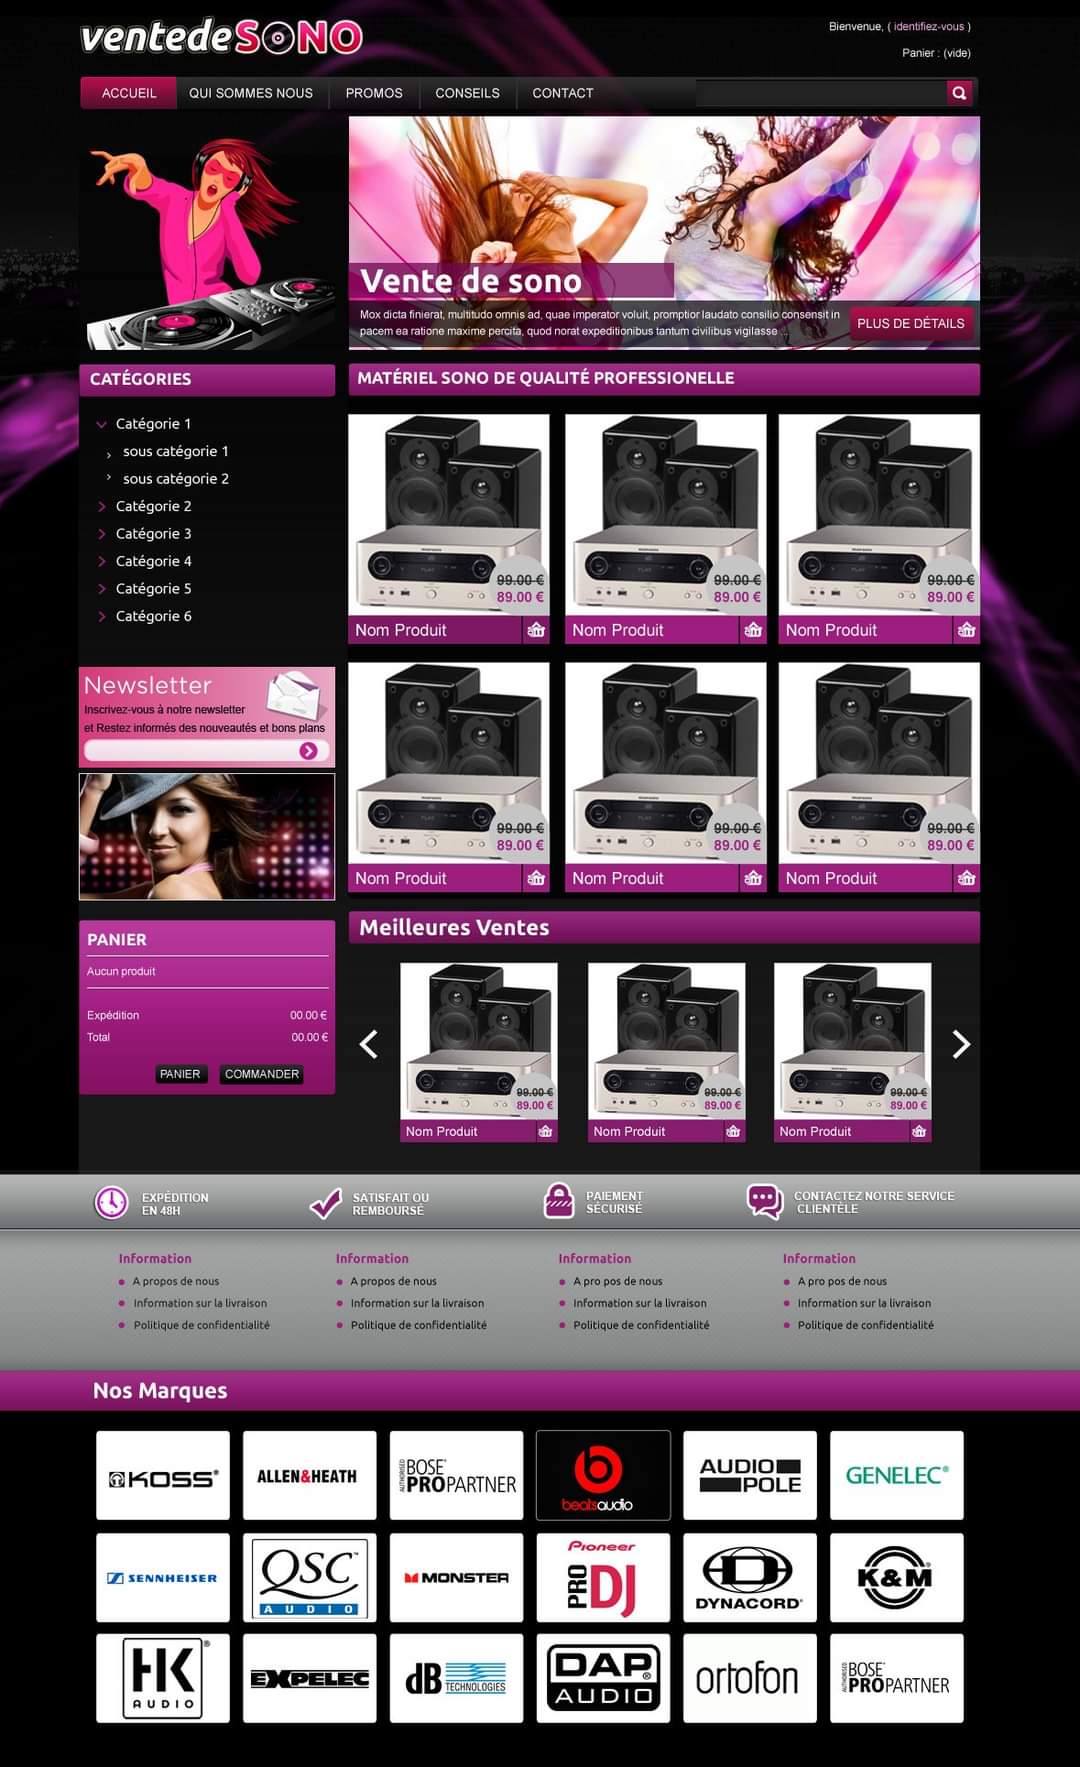 ventedeSONO
Bienvenue, ( identifiez-vous )
Panier : (vide)
ACCUEIL
QUI SOMMES NOUS
PROMOS
CONSEILS
CONTACT
Vente de sono
Mox dicta finierat, multitudo omnis ad, quae imperator voluit, promptior laudato consilio consensit in
pacem ea ratione maxime percita, quod norat expeditionibus tantum civilibus vigilasse ...
PLUS DE DÉTAILS
CATÉGORIES
Catégorie 1
sous catégorie 1
sous catégorie 2
Catégorie 2
Catégorie 3
Catégorie 4
Catégorie 5
Catégorie 6
Newsletter
Inscrivez-vous à notre newsletter
et Restez informés des nouveautés et bons plans
PANIER
Aucun produit
Expédition 00.00 €
Total 00.00 €
PANIER
COMMANDER
MATÉRIEL SONO DE QUALITÉ PROFESSIONELLE
99.00 €
89.00 €
Nom Produit
99.00 €
89.00 €
Nom Produit
99.00 €
89.00 €
Nom Produit
99.00 €
89.00 €
Nom Produit
99.00 €
89.00 €
Nom Produit
99.00 €
89.00 €
Nom Produit
Meilleures Ventes
99.00 €
89.00 €
Nom Produit
99.00 €
89.00 €
Nom Produit
99.00 €
89.00 €
Nom Produit
EXPÉDITION
EN 48H
SATISFAIT OU
REMBOURSÉ
PAIEMENT
SÉCURISÉ
CONTACTEZ NOTRE SERVICE
CLIENTÈLE
Information
A propos de nous
Information sur la livraison
Politique de confidentialité
Information
A propos de nous
Information sur la livraison
Politique de confidentialité
Information
A pro pos de nous
Information sur la livraison
Politique de confidentialité
Information
A pro pos de nous
Information sur la livraison
Politique de confidentialité
Nos Marques
KOSS®
ALLEN&HEATH
AUTHORISED
BOSE®
PROPARTNER
b
beatsaudio
AUDIO
POLE
GENELEC®
SENNHEISER
QSC™
AUDIO
MONSTER
Pioneer
PRO
DJ
D
DYNACORD®
K&M
HK®
AUDIO
EXPELEC
dB
TECHNOLOGIES
DAP®
AUDIO
ortofon
AUTHORISED
BOSE®
PROPARTNER